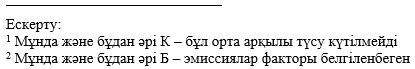 Ескерту:
¹ Мұнда және бұдан әрі К – бұл орта арқылы түсу күтілмейді
² Мұнда және бұдан әрі Б – эмиссиялар факторы белгіленбеген